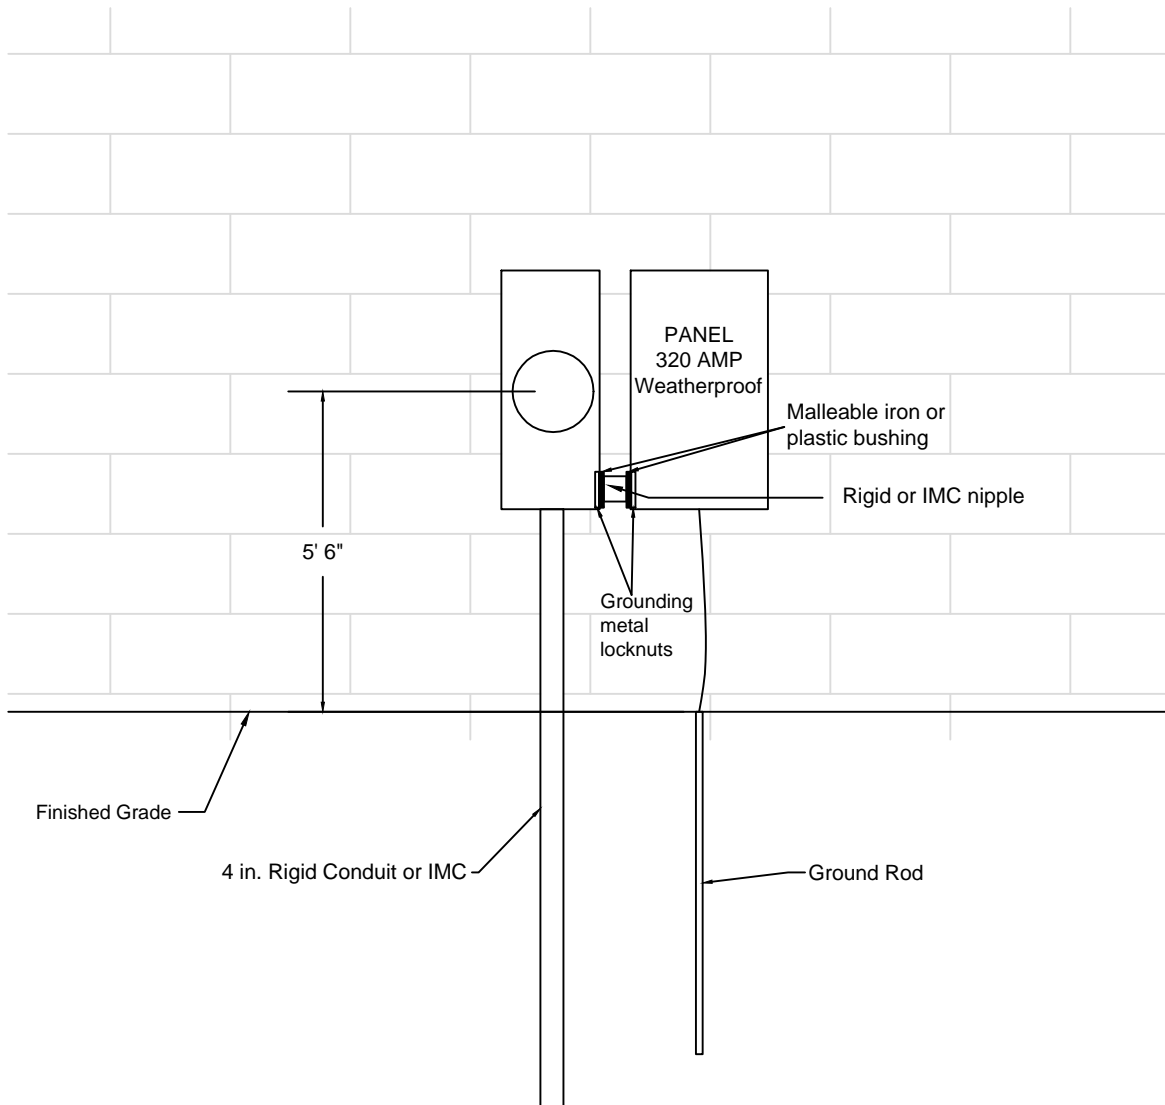 PANEL
320 AMP
Weatherproof
Malleable iron or
plastic bushing
Rigid or IMC nipple
5' 6"
Grounding
metal
locknuts
Finished Grade
4 in. Rigid Conduit or IMC
Ground Rod